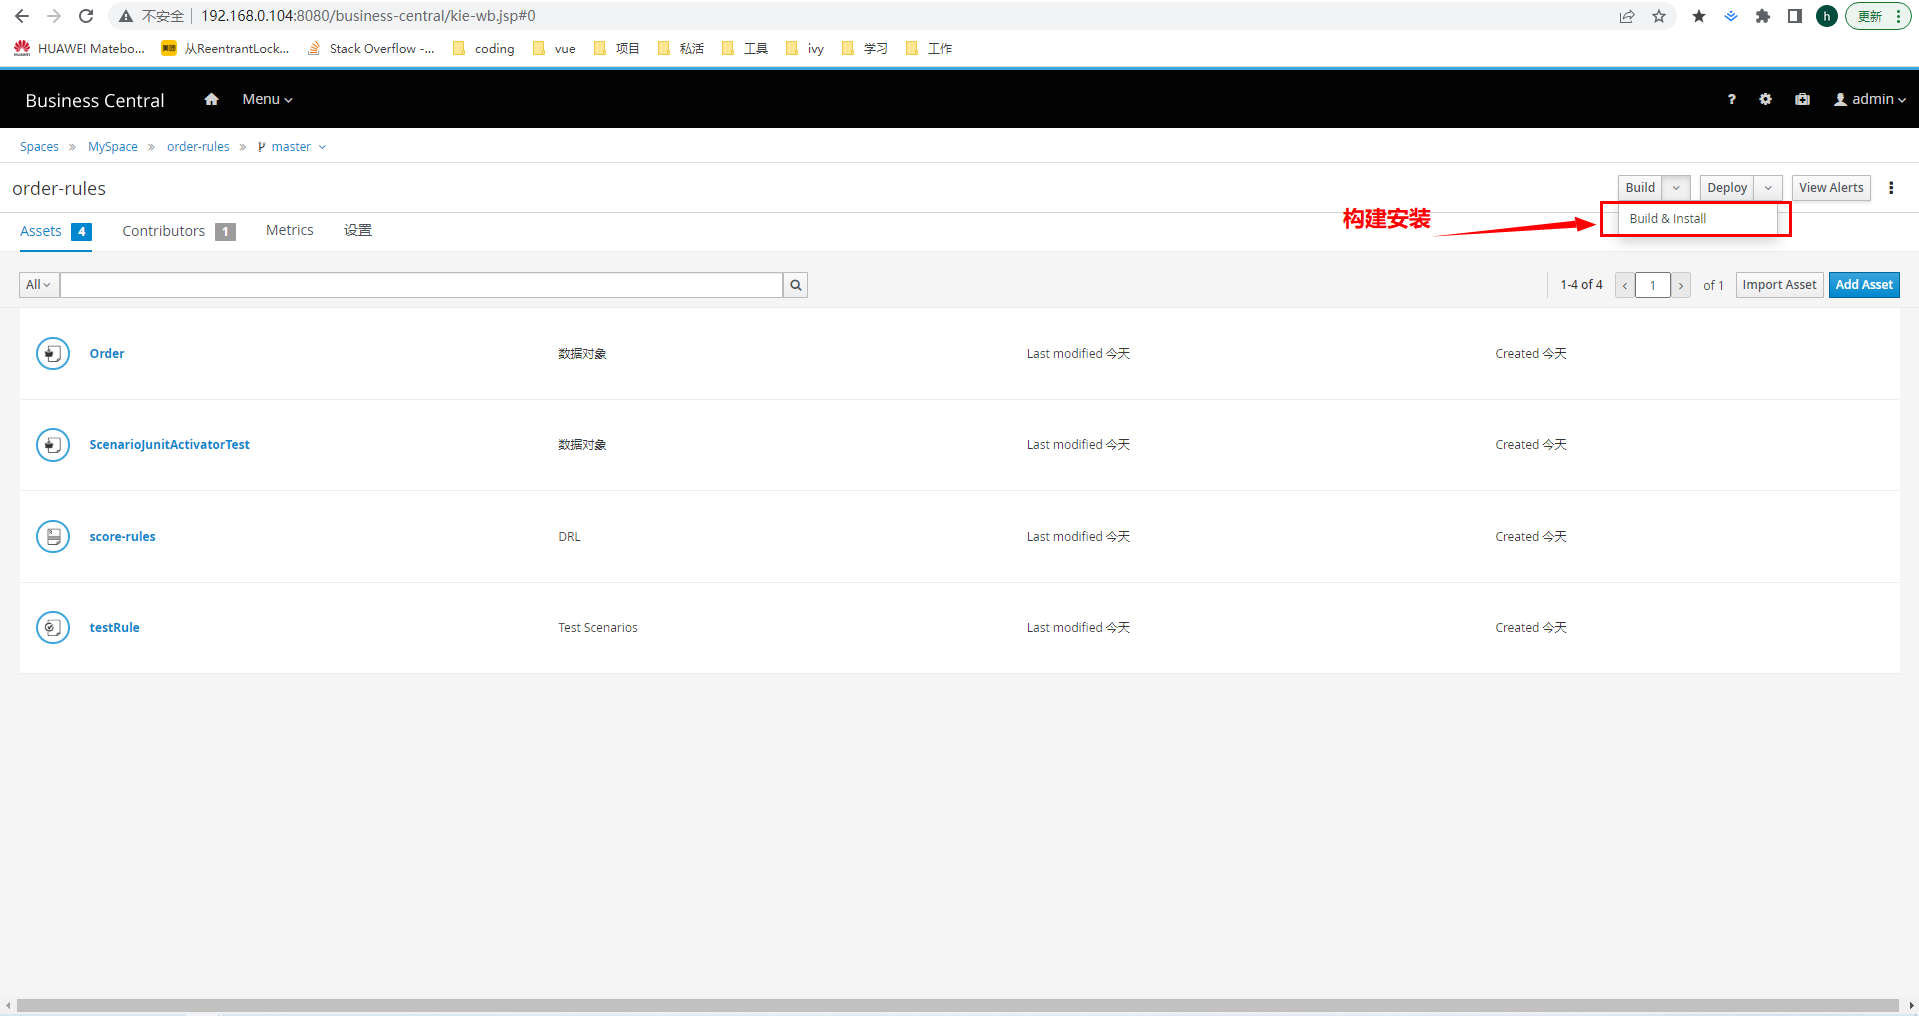 不安全 192.168.0.104:8080/business-central/kie-wb.jsp#0 h 更新
HUAWEI Matebo... 从ReentrantLock... Stack Overflow -... coding vue 项目 私活 工具 ivy 学习 工作
Business Central Menu ? admin
Spaces » MySpace » order-rules » master
order-rules Build Deploy View Alerts
构建安装 Build & Install
Assets 4 Contributors 1 Metrics 设置
All 1-4 of 4 < 1 > of 1 Import Asset Add Asset
Order 数据对象 Last modified 今天 Created 今天
ScenarioJunitActivatorTest 数据对象 Last modified 今天 Created 今天
score-rules DRL Last modified 今天 Created 今天
testRule Test Scenarios Last modified 今天 Created 今天